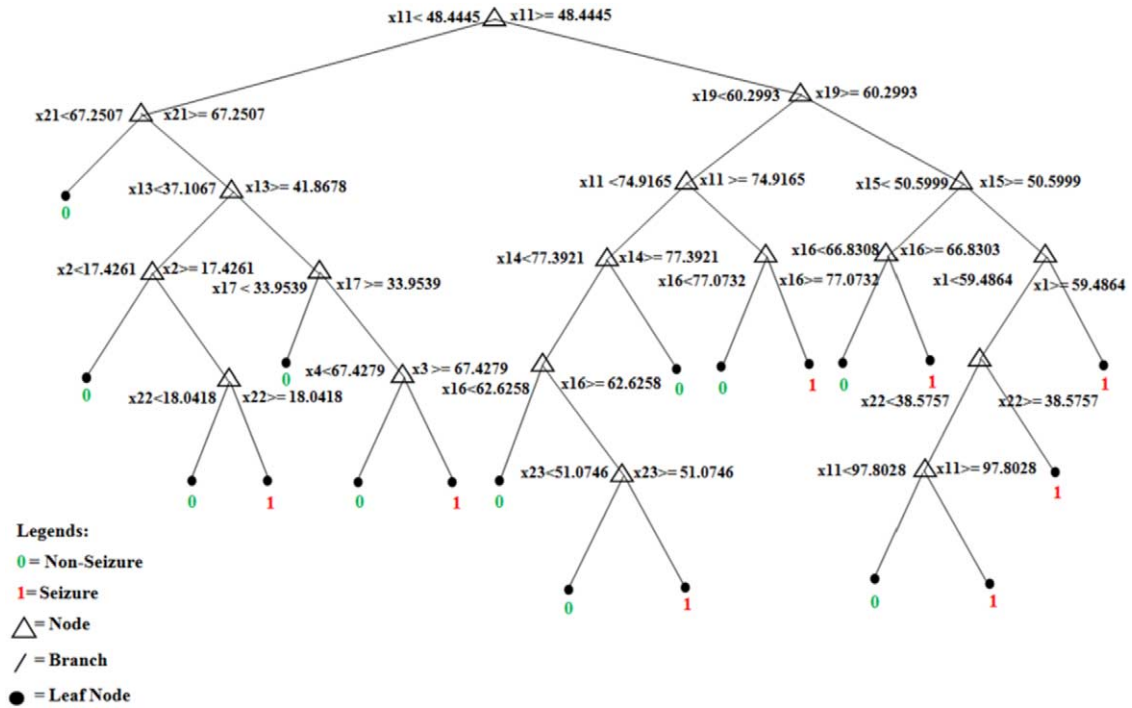 x11< 48.4445 x11>= 48.4445
x19<60.2993 x19>= 60.2993
x21<67.2507 x21>= 67.2507
x13<37.1067 x13>= 41.8678
x11 <74.9165 x11 >= 74.9165
x15< 50.5999 x15>= 50.5999
0
x2<17.4261 x2>= 17.4261
x17 < 33.9539 x17 >= 33.9539
x14<77.3921 x14>= 77.3921
x16<77.0732 x16>= 77.0732
x16<66.8308 x16>= 66.8303
x1<59.4864 x1>= 59.4864
0
x22<18.0418 x22>= 18.0418
0
x4<67.4279 x3 >= 67.4279
x16<62.6258 x16>= 62.6258
0
0
1
0
1
x22<38.5757 x22>= 38.5757
1
0
1
0
1
0
x23<51.0746 x23>= 51.0746
x11<97.8028 x11>= 97.8028
1
0
1
0
1
Legends:
0 = Non-Seizure
1= Seizure
= Node
= Branch
= Leaf Node